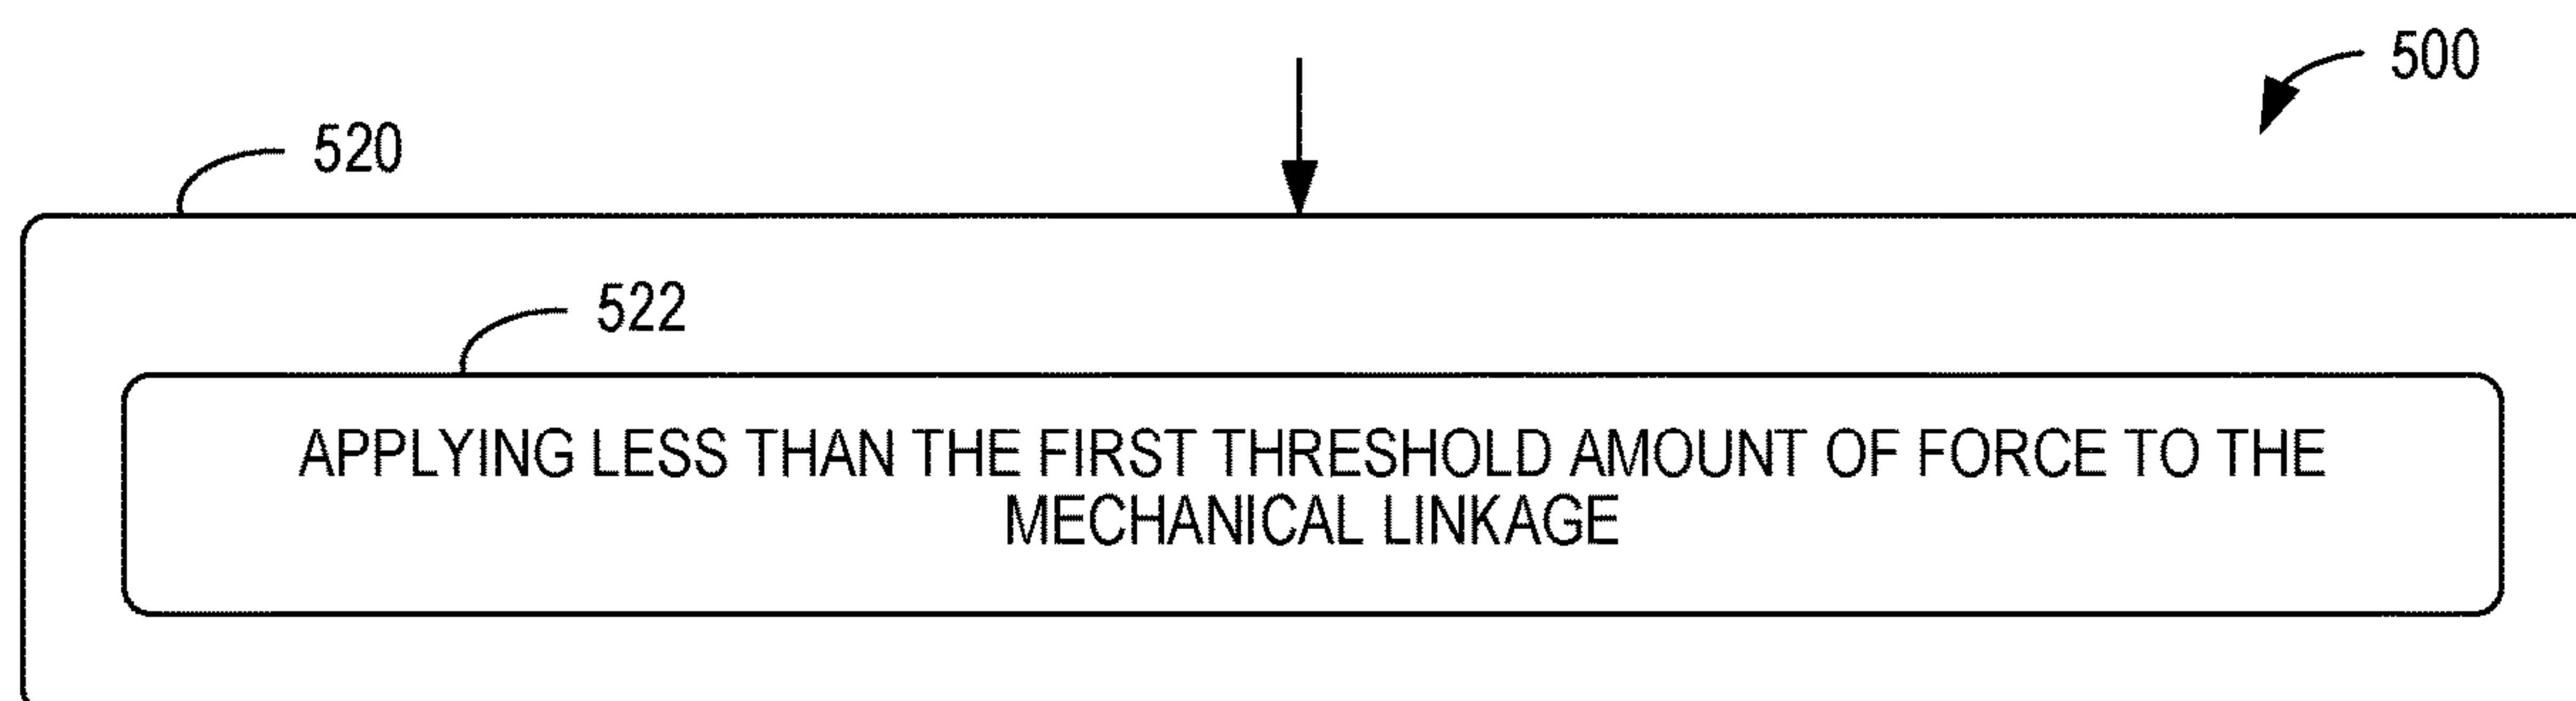 500
520
522
APPLYING LESS THAN THE FIRST THRESHOLD AMOUNT OF FORCE TO THE
MECHANICAL LINKAGE